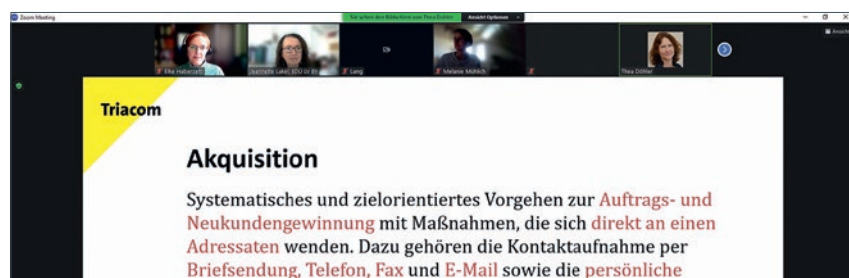 Zoom Meeting
Sie sehen den Bildschirm von Thea Döhler
Ansicht Optionen
Ansicht
Elke Haberzettl
Lang
Melanie Mühlich
Thea Döhler
Triacom
Akquisition
Systematisches und zielorientiertes Vorgehen zur Auftrags- und
Neukundengewinnung mit Maßnahmen, die sich direkt an einen
Adressaten wenden. Dazu gehören die Kontaktaufnahme per
Briefsendung, Telefon, Fax und E-Mail sowie die persönliche